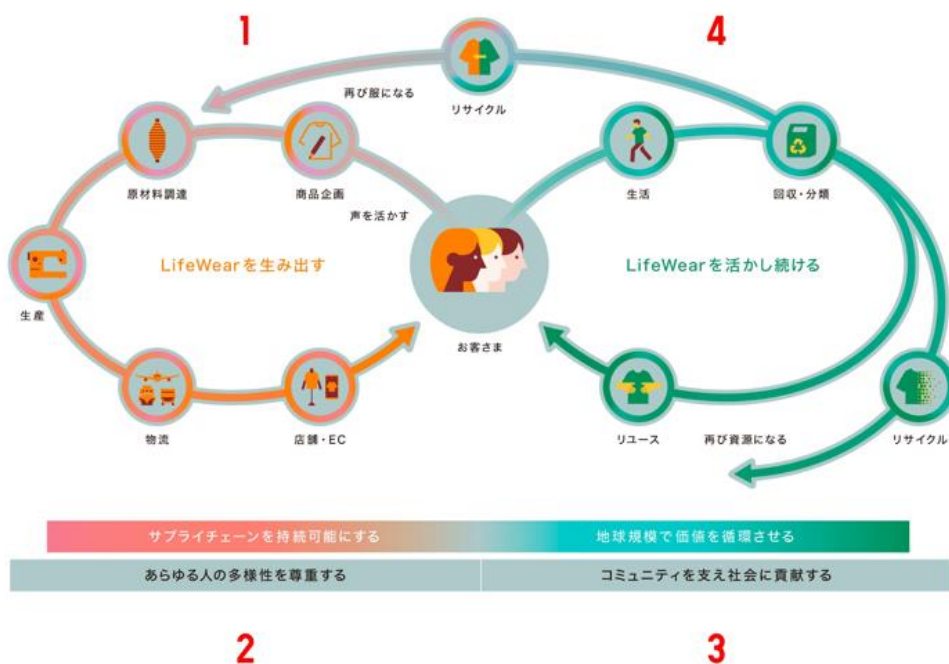 1
4
再び服になる
リサイクル
原材料調達
商品企画
生活
回収・分類
声を活かす
LifeWearを生み出す
LifeWearを活かし続ける
生産
お客さま
物流
店舗・EC
リユース
再び資源になる
リサイクル
サプライチェーンを持続可能にする
地球規模で価値を循環させる
あらゆる人の多様性を尊重する
コミュニティを支え社会に貢献する
2
3